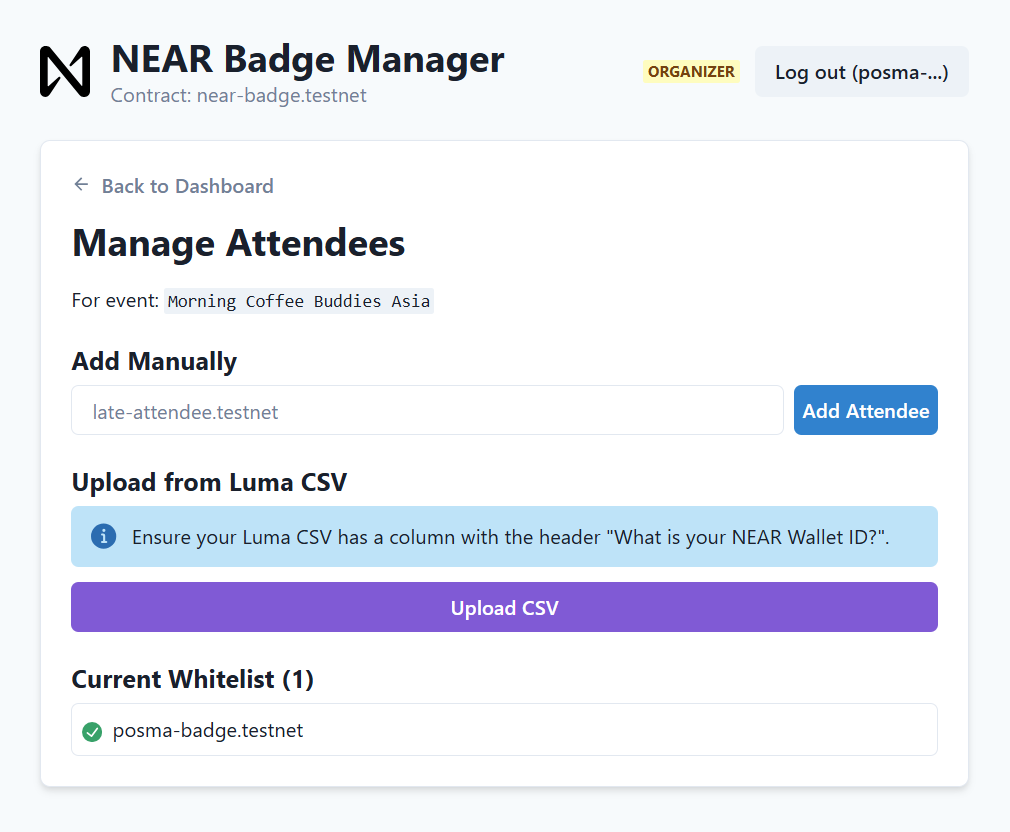 NEAR Badge Manager
Contract: near-badge.testnet
ORGANIZER
Log out (posma-...)
Back to Dashboard
Manage Attendees
For event: Morning Coffee Buddies Asia
Add Manually
late-attendee.testnet
Add Attendee
Upload from Luma CSV
Ensure your Luma CSV has a column with the header "What is your NEAR Wallet ID?".
Upload CSV
Current Whitelist (1)
posma-badge.testnet